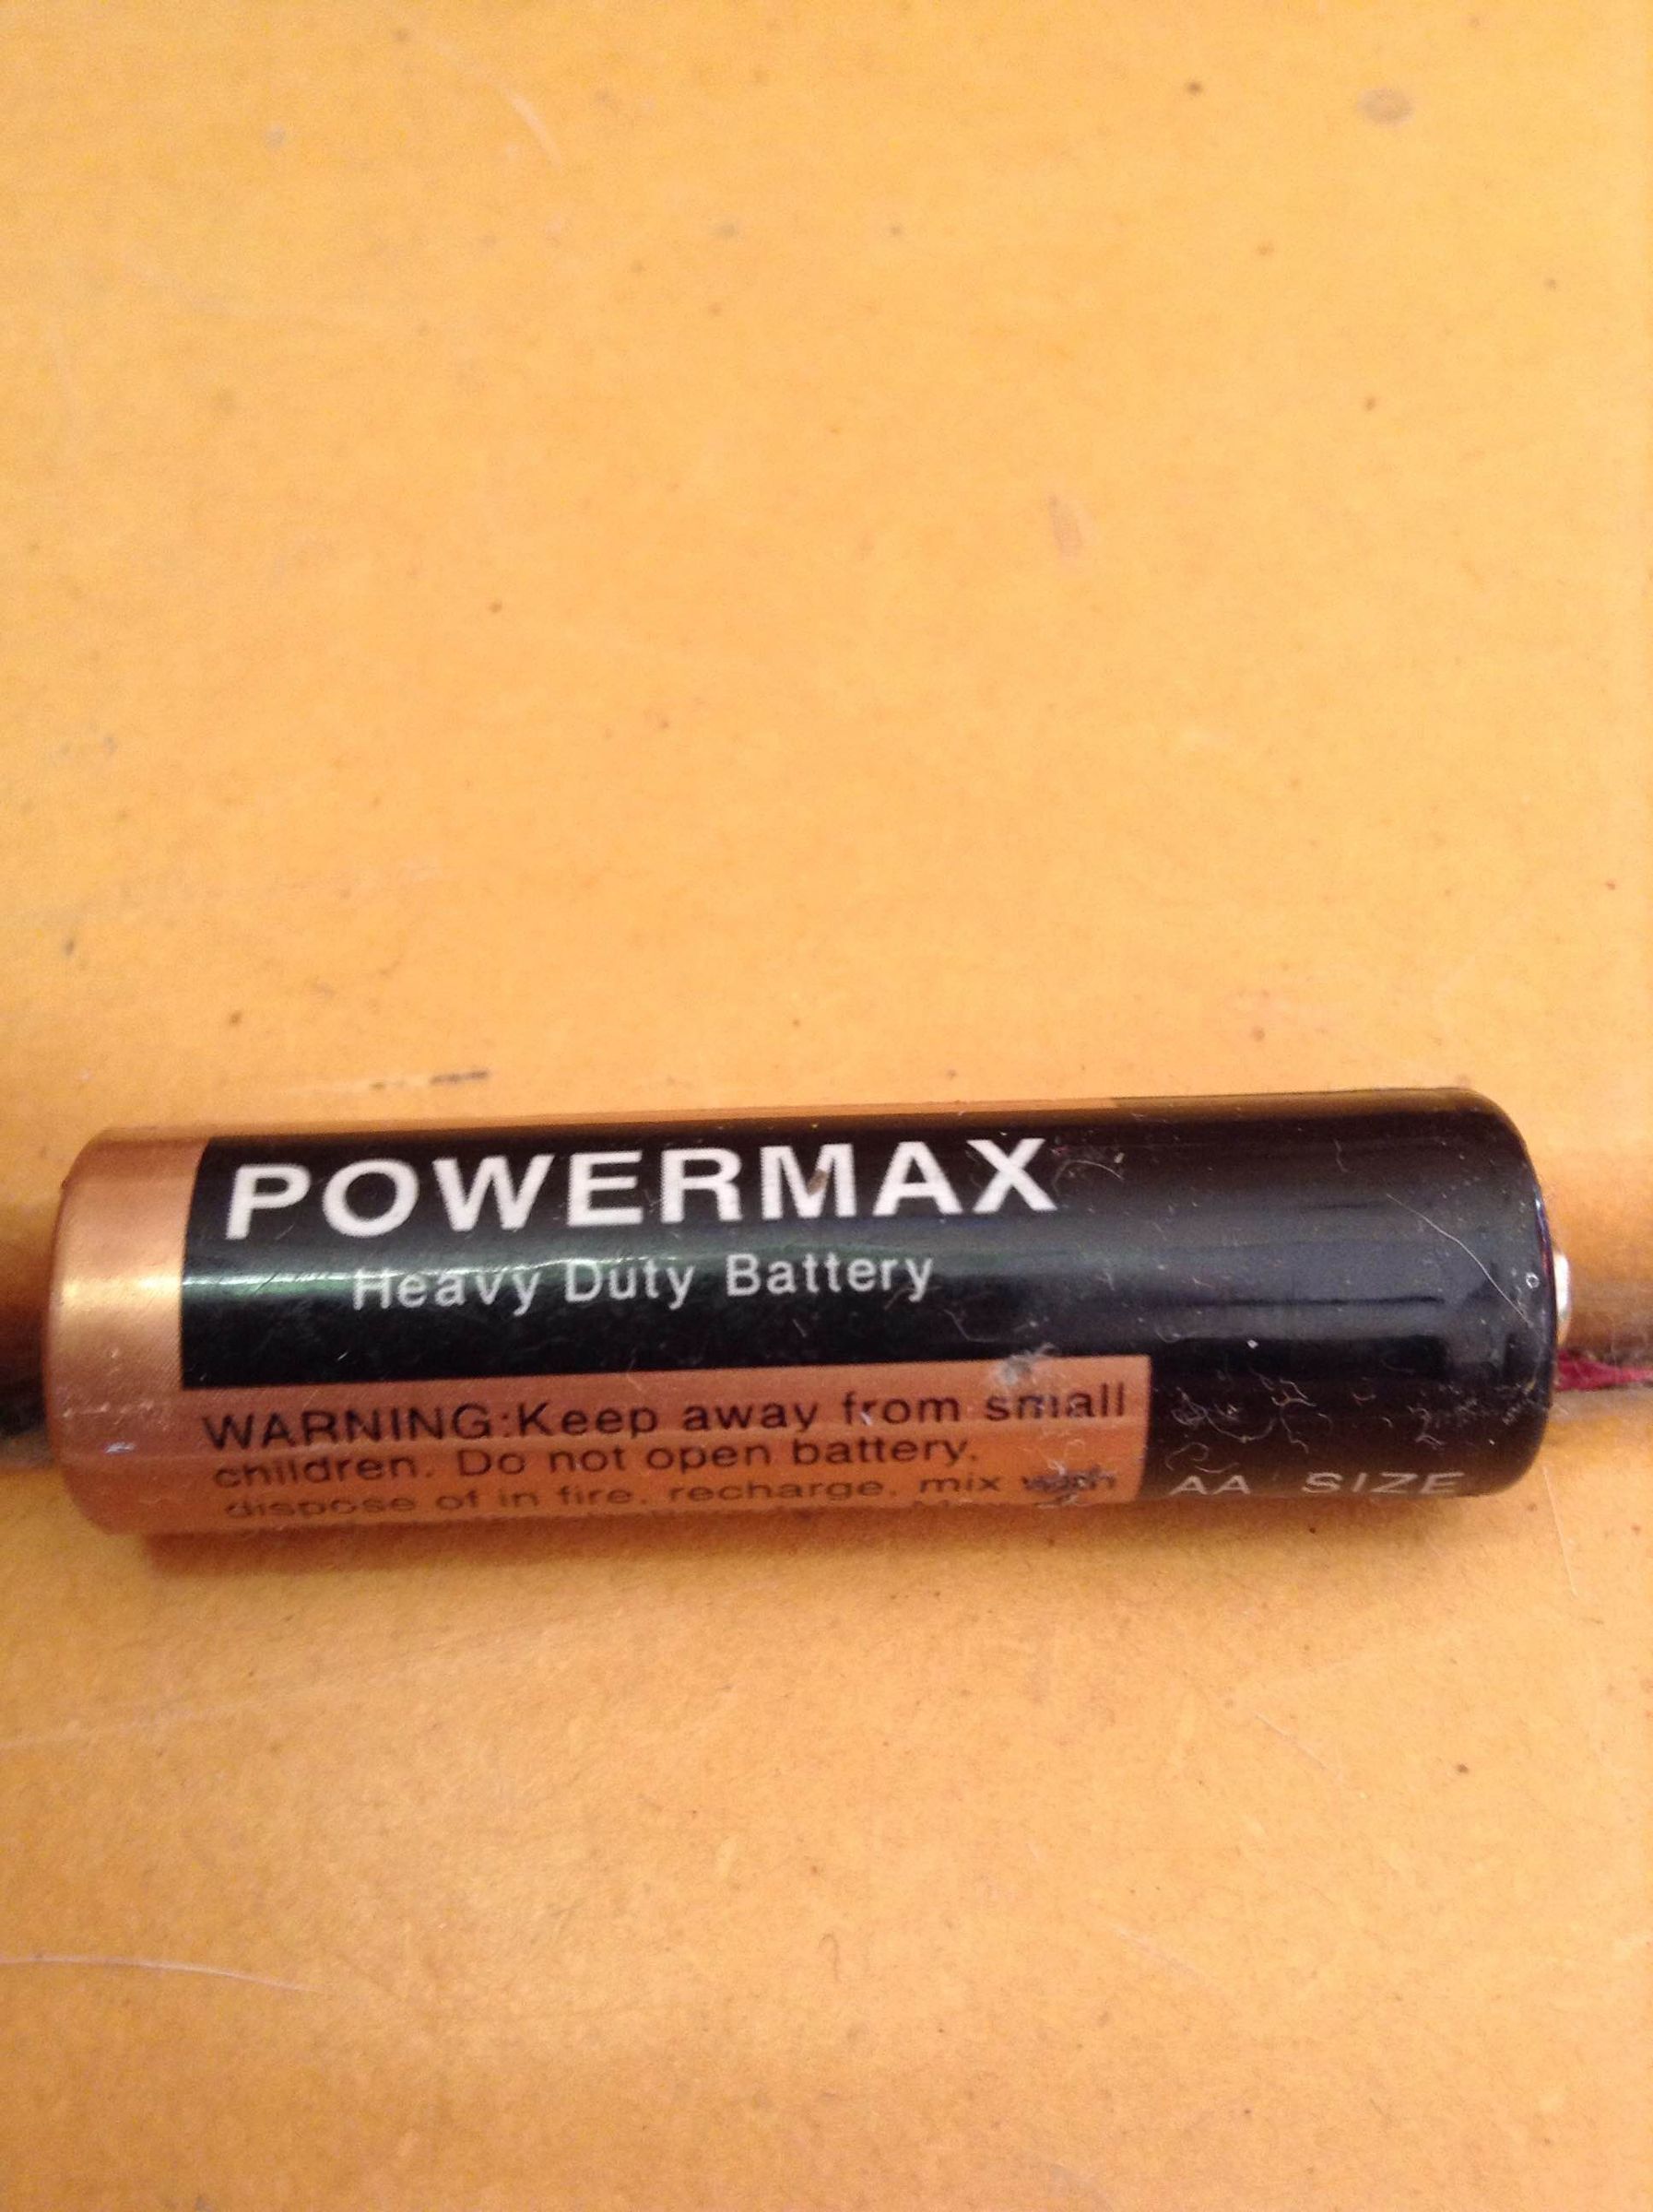 POWERMAX
Heavy Duty Battery
WARNING:Keep away from small
children. Do not open battery,
dispose of in fire, recharge, mix with
AA SIZE